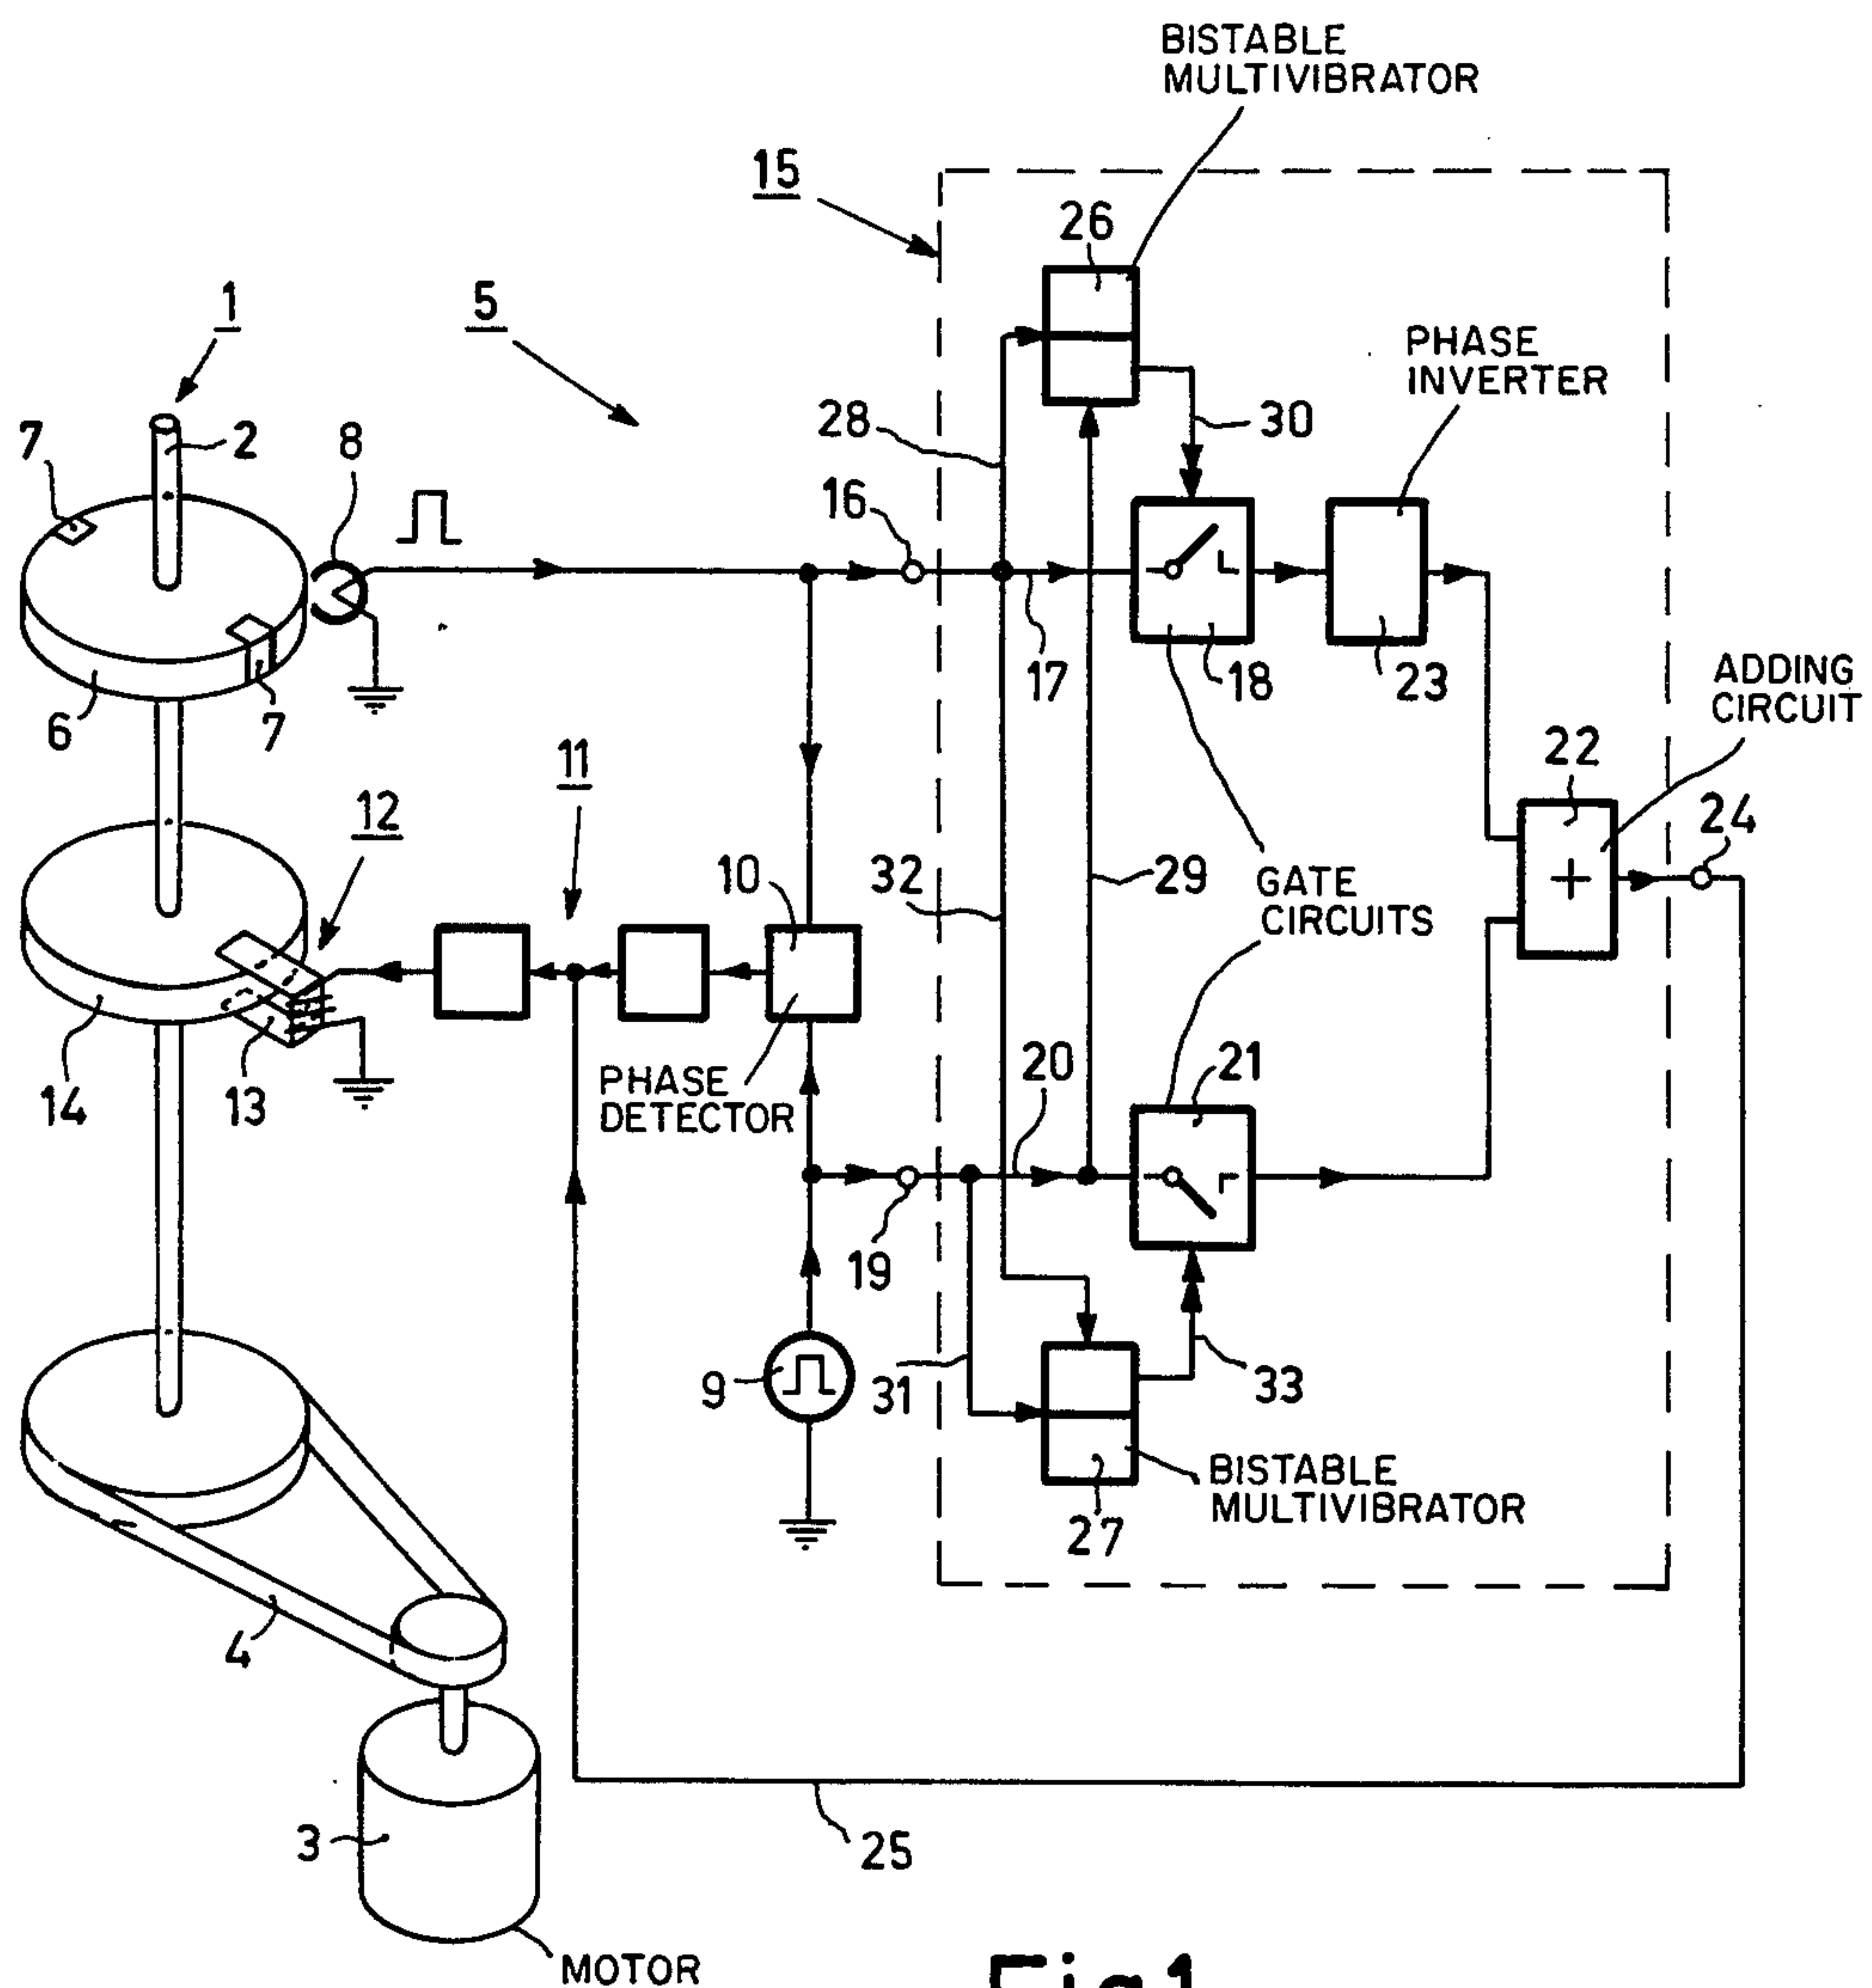 BISTABLE
MULTIVIBRATOR
15
26
1
5
PHASE
INVERTER
7
2
8
28
30
16
6
7
17
18
23
ADDING
CIRCUIT
11
22
12
10
32
29
GATE
CIRCUITS
24
14
13
PHASE
DETECTOR
20
21
19
9
31
33
BISTABLE
MULTIVIBRATOR
27
4
3
25
MOTOR
Fig1